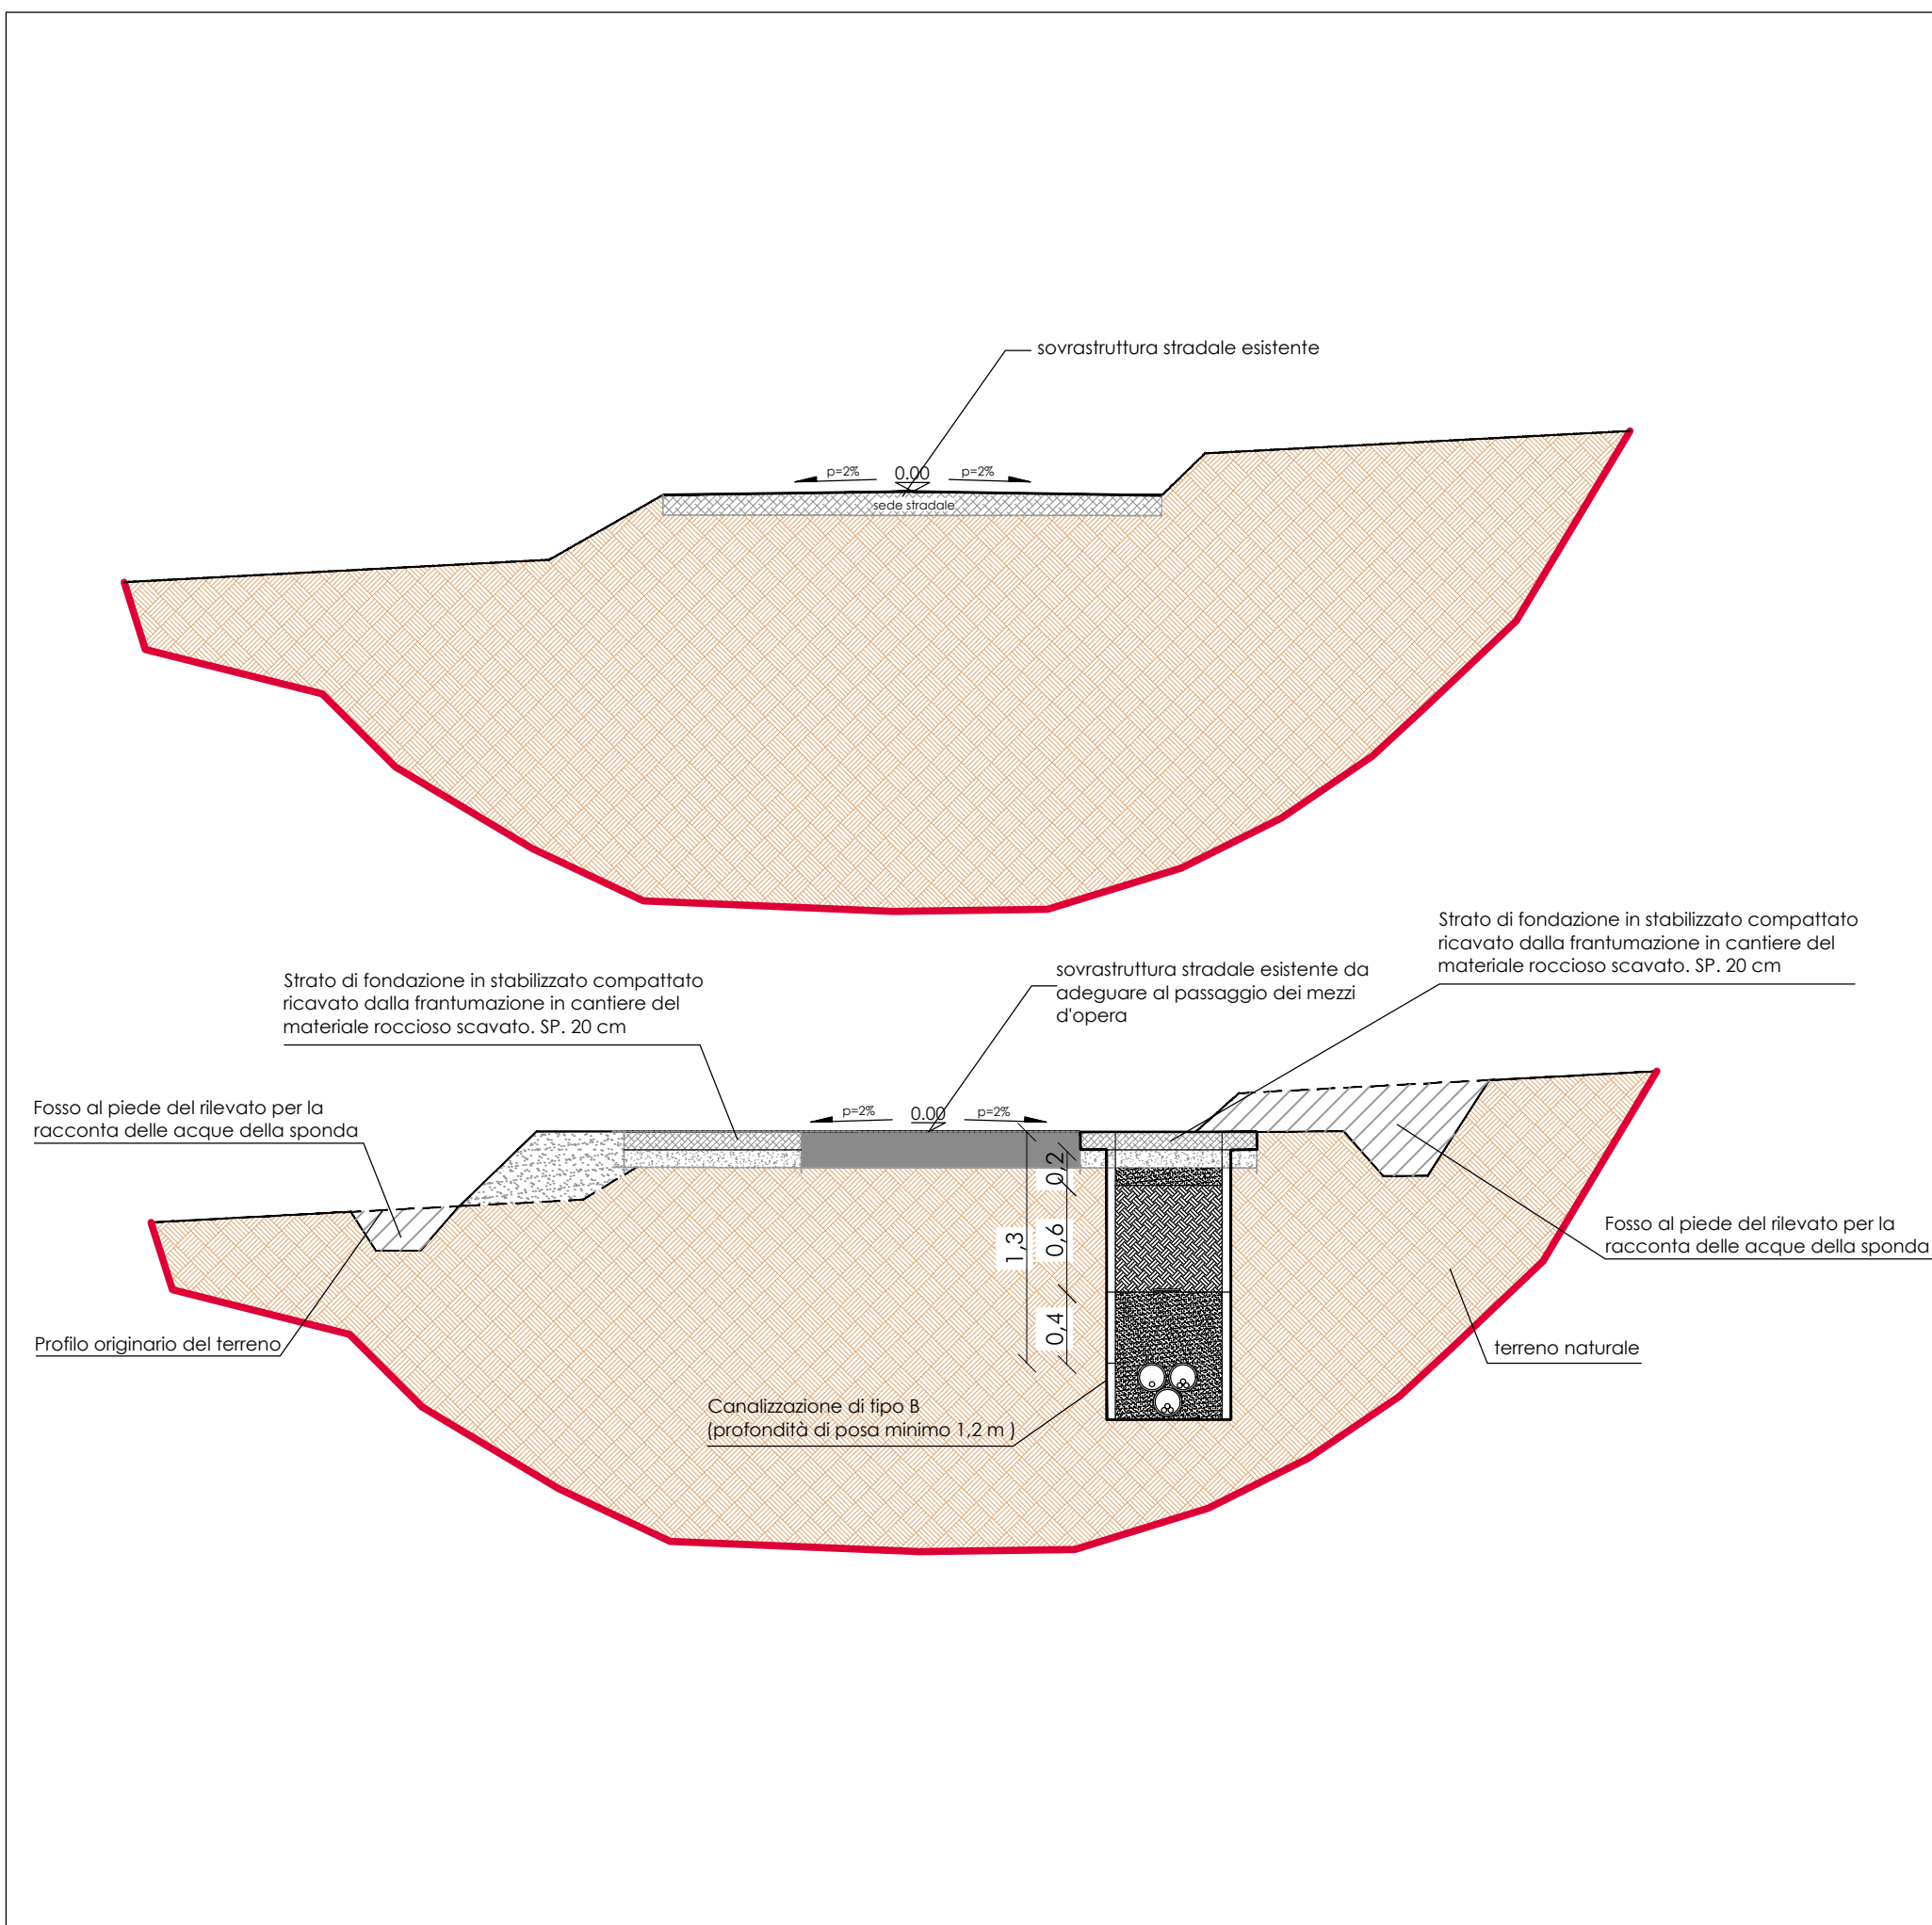 sovrastruttura stradale esistente
p=2%
0.00
p=2%
sede stradale
Strato di fondazione in stabilizzato compattato
ricavato dalla frantumazione in cantiere del
materiale roccioso scavato. SP. 20 cm
sovrastruttura stradale esistente da
adeguare al passaggio dei mezzi
d'opera
Strato di fondazione in stabilizzato compattato
ricavato dalla frantumazione in cantiere del
materiale roccioso scavato. SP. 20 cm
Fosso al piede del rilevato per la
racconta delle acque della sponda
p=2%
0.00
p=2%
0,2
0,6
1,3
0,4
Fosso al piede del rilevato per la
racconta delle acque della sponda
Profilo originario del terreno
terreno naturale
Canalizzazione di tipo B
(profondità di posa minimo 1,2 m )